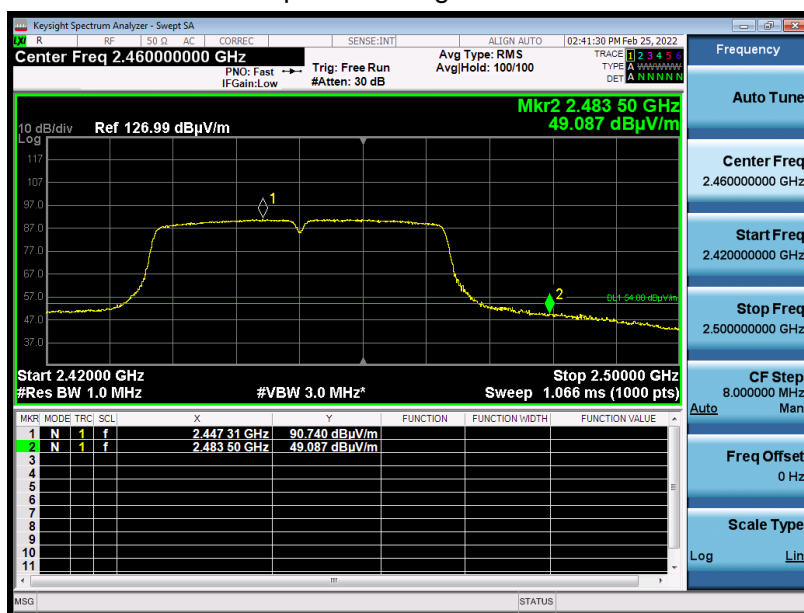 Keysight Spectrum Analyzer - Swept SA
LXI R RF 50 Ω AC CORREC SENSE:INT ALIGN AUTO 02:41:30 PM Feb 25, 2022
Center Freq 2.460000000 GHz
PNO: Fast
IFGain:Low
Trig: Free Run
#Atten: 30 dB
Avg Type: RMS
Avg|Hold: 100/100
TRACE 1 2 3 4 5 6
TYPE A WWWWW
DET A N N N N N
Mkr2 2.483 50 GHz
49.087 dBµV/m
10 dB/div Ref 126.99 dBµV/m
Log
117
107
97.0
87.0
77.0
67.0
57.0
47.0
37.0
1
2
DL1 54.00 dBµV/m
Start 2.42000 GHz Stop 2.50000 GHz
#Res BW 1.0 MHz #VBW 3.0 MHz* Sweep 1.066 ms (1000 pts)
MKR MODE TRC SCL X Y FUNCTION FUNCTION WIDTH FUNCTION VALUE
1 N 1 f 2.447 31 GHz 90.740 dBµV/m
2 N 1 f 2.483 50 GHz 49.087 dBµV/m
3
4
5
6
7
8
9
10
11
MSG STATUS
Frequency
Auto Tune
Center Freq
2.460000000 GHz
Start Freq
2.420000000 GHz
Stop Freq
2.500000000 GHz
CF Step
8.000000 MHz
Auto Man
Freq Offset
0 Hz
Scale Type
Log Lin